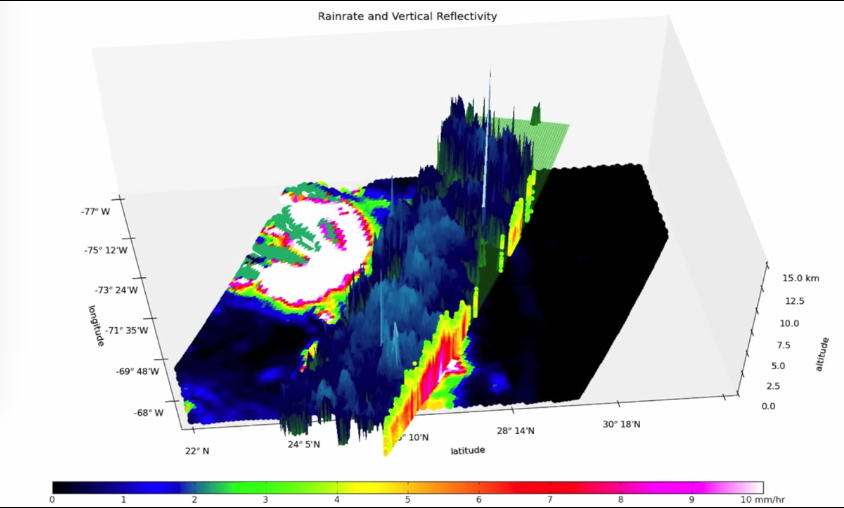 Rainrate and Vertical Reflectivity
-77° W
-75° 12'W
-73° 24'W
-71° 35'W
-69° 48'W
-68° W
longitude
22° N
24° 5'N
° 10'N
28° 14'N
30° 18'N
latitude
15.0 km
12.5
10.0
7.5
5.0
2.5
0.0
altitude
0 1 2 3 4 5 6 7 8 9 10 mm/hr